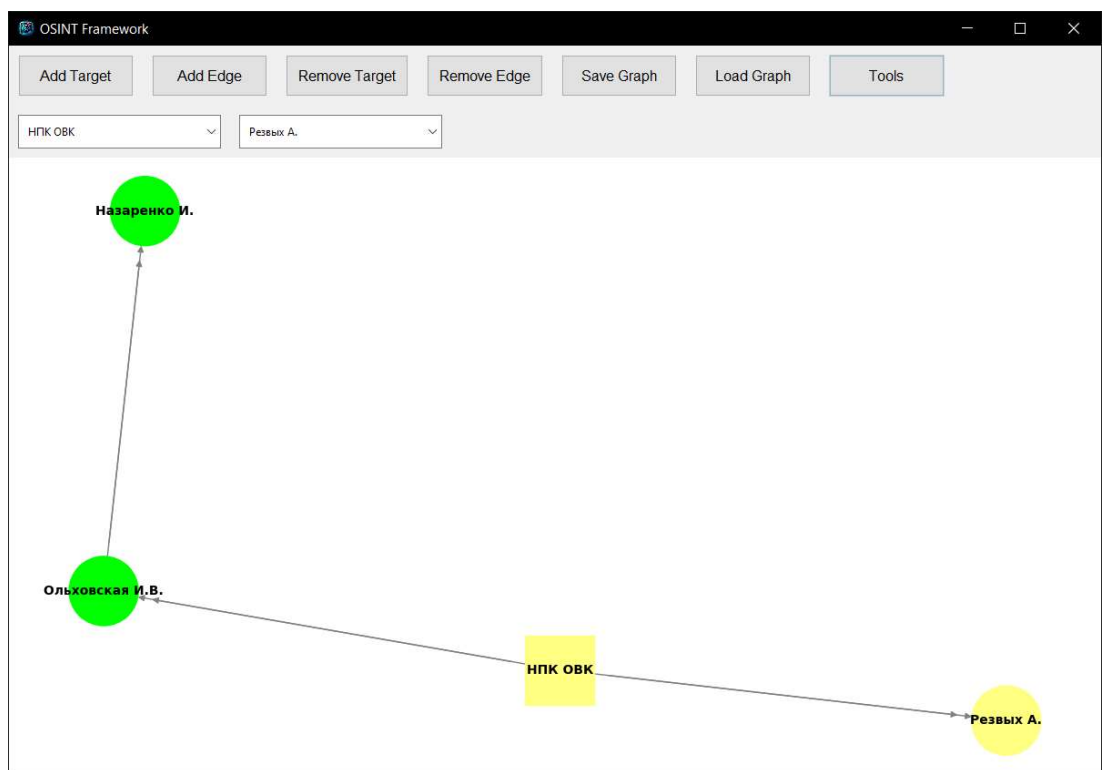 OSINT Framework
Add Target Add Edge Remove Target Remove Edge Save Graph Load Graph Tools
НПК ОВК Резвых А.
Назаренко И.
Ольховская И.В.
НПК ОВК
Резвых А.